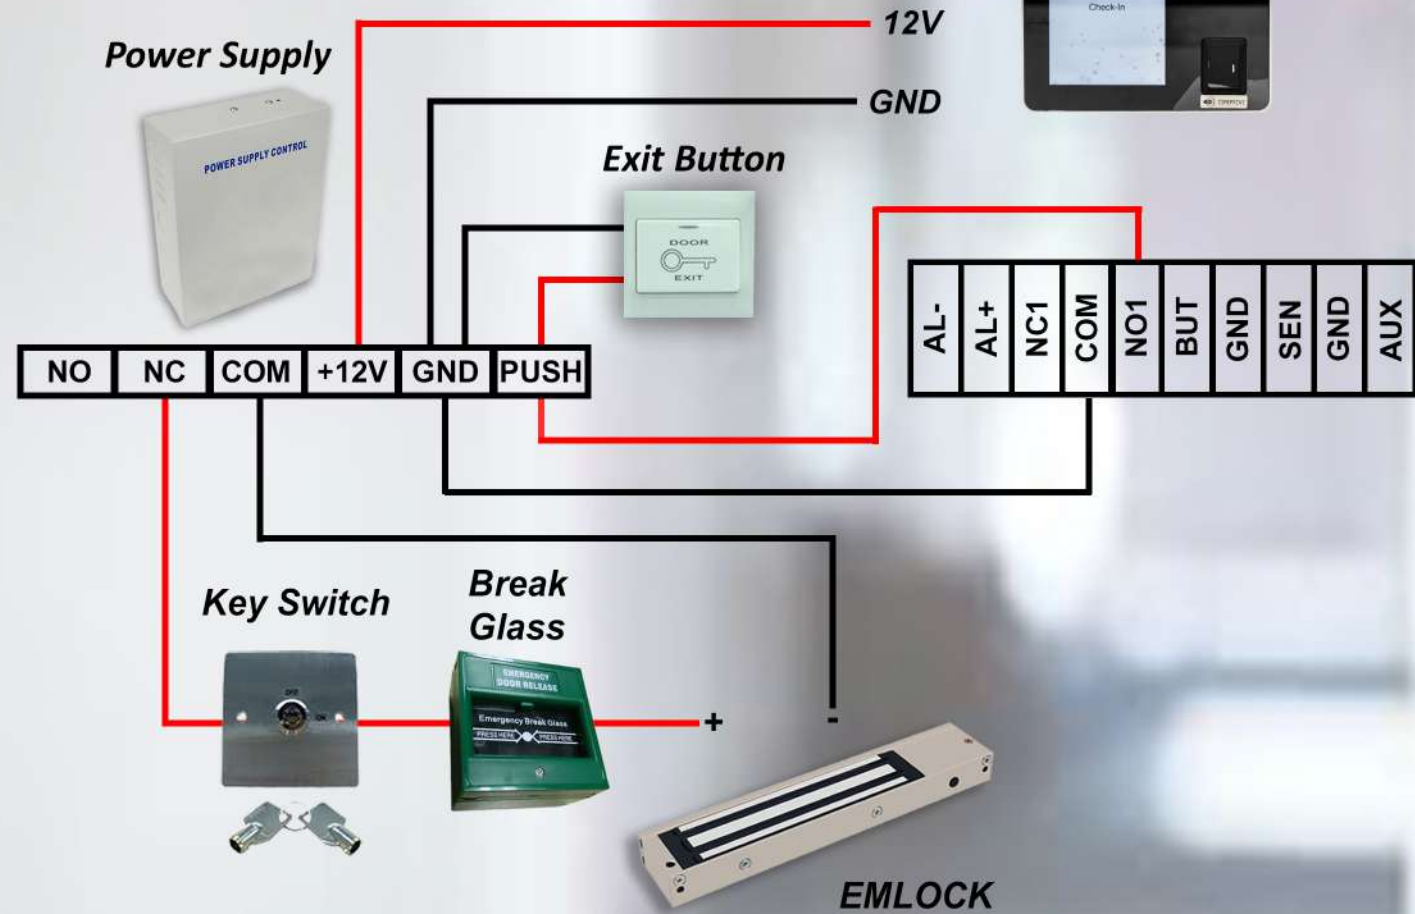 Check-In
12V
Power Supply
GND
POWER SUPPLY CONTROL
Exit Button
DOOR
EXIT
NO NC COM +12V GND PUSH
AL- AL+ NC1 COM NO1 BUT GND SEN GND AUX
Key Switch
Break
Glass
OFF
ON
EMERGENCY
DOOR RELEASE
Emergency Break Glass
PRESS HERE PRESS HERE
+ -
EMLOCK